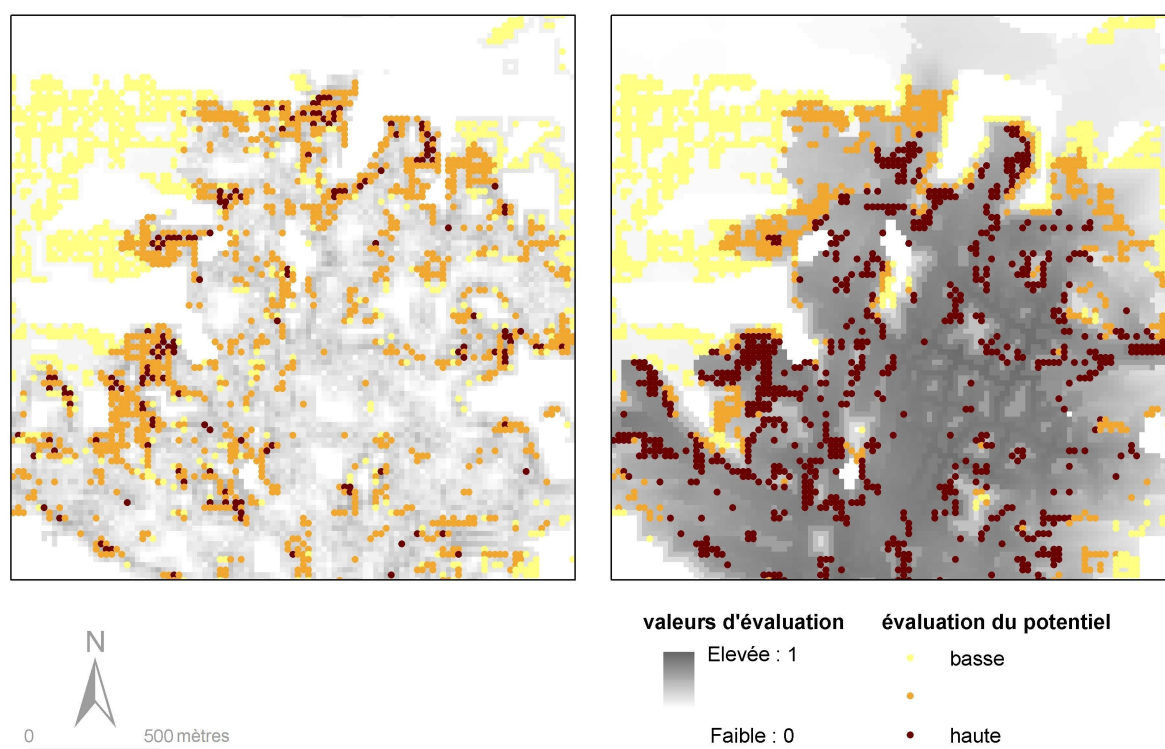 valeurs d'évaluation
Elevée : 1
Faible : 0
évaluation du potentiel
basse
haute
N
0 500 mètres